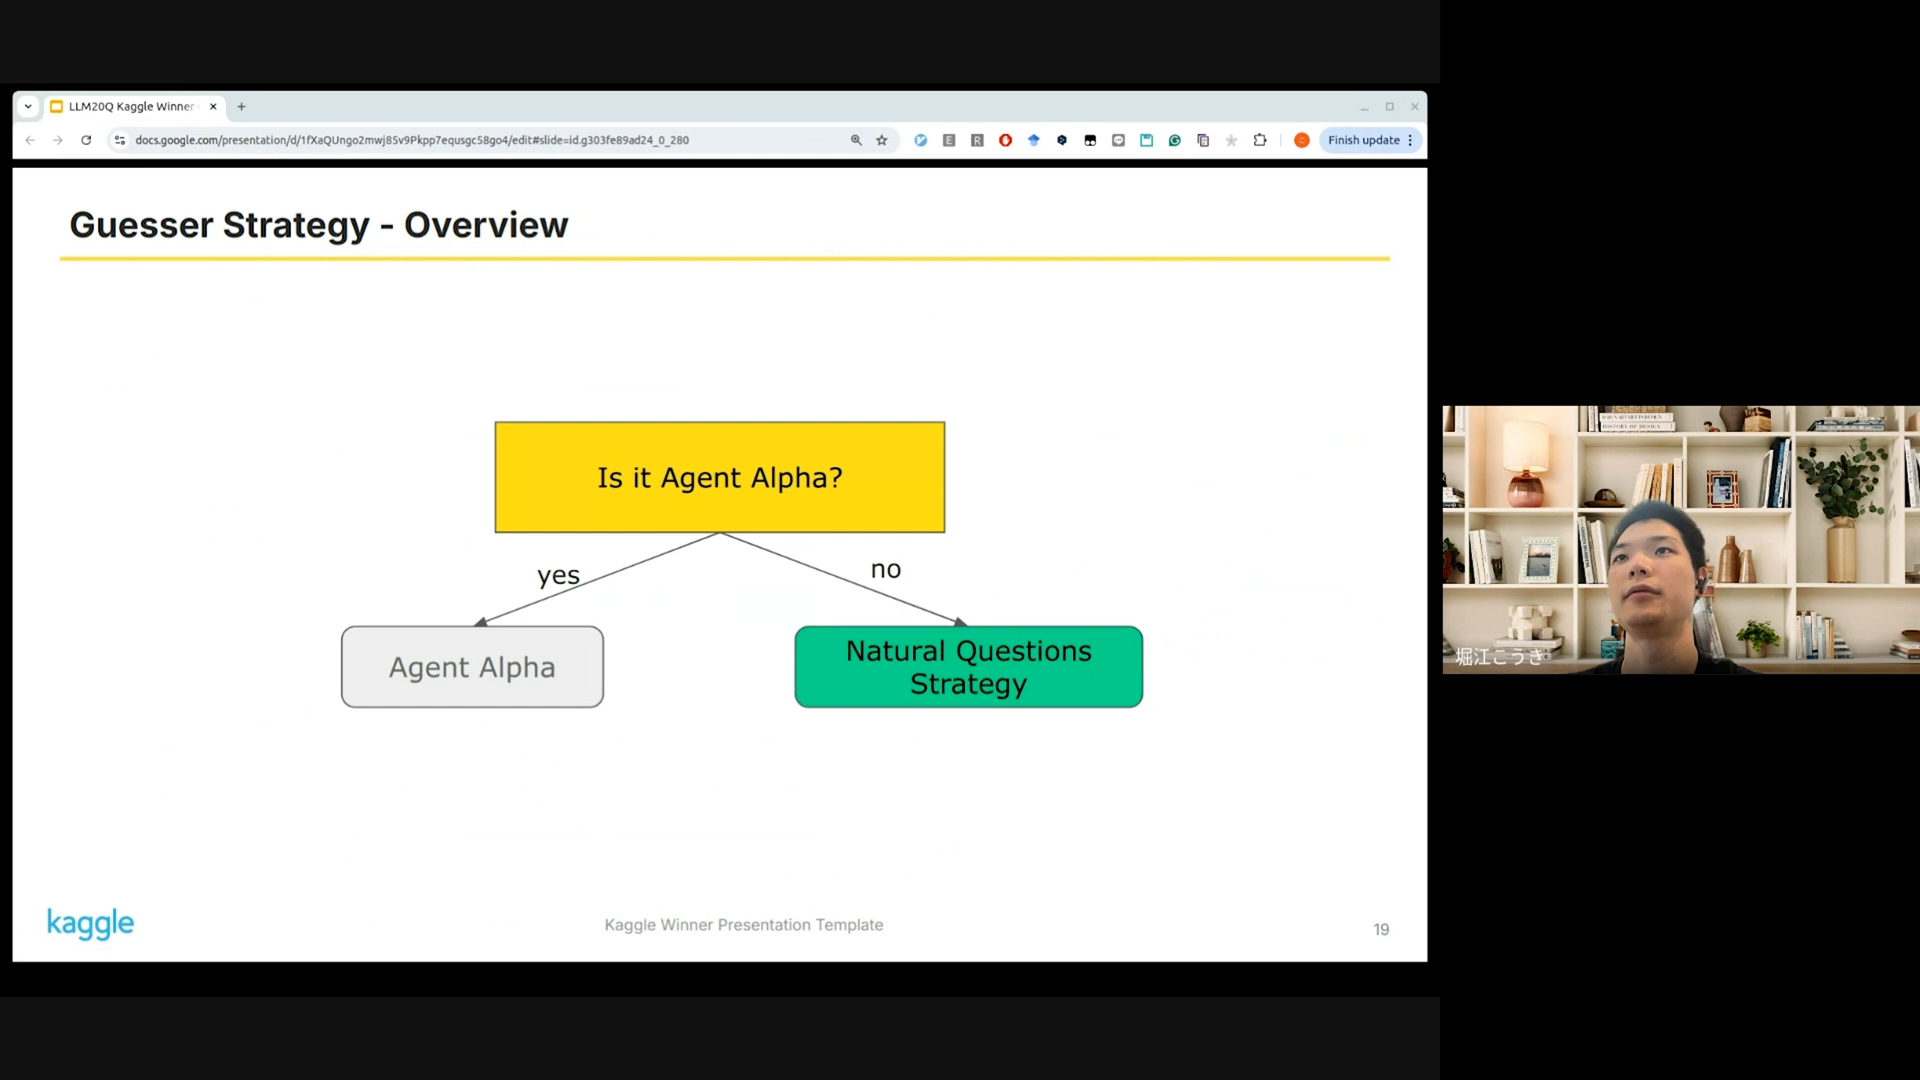 LLM20Q Kaggle Winner
docs.google.com/presentation/d/1fXaQUngo2mwj85v9Pkpp7equsgc58go4/edit#slide=id.g303fe89ad24_0_280
Finish update
Guesser Strategy - Overview
Is it Agent Alpha?
yes
no
Agent Alpha
Natural Questions
Strategy
kaggle
Kaggle Winner Presentation Template
19
堀江こうき